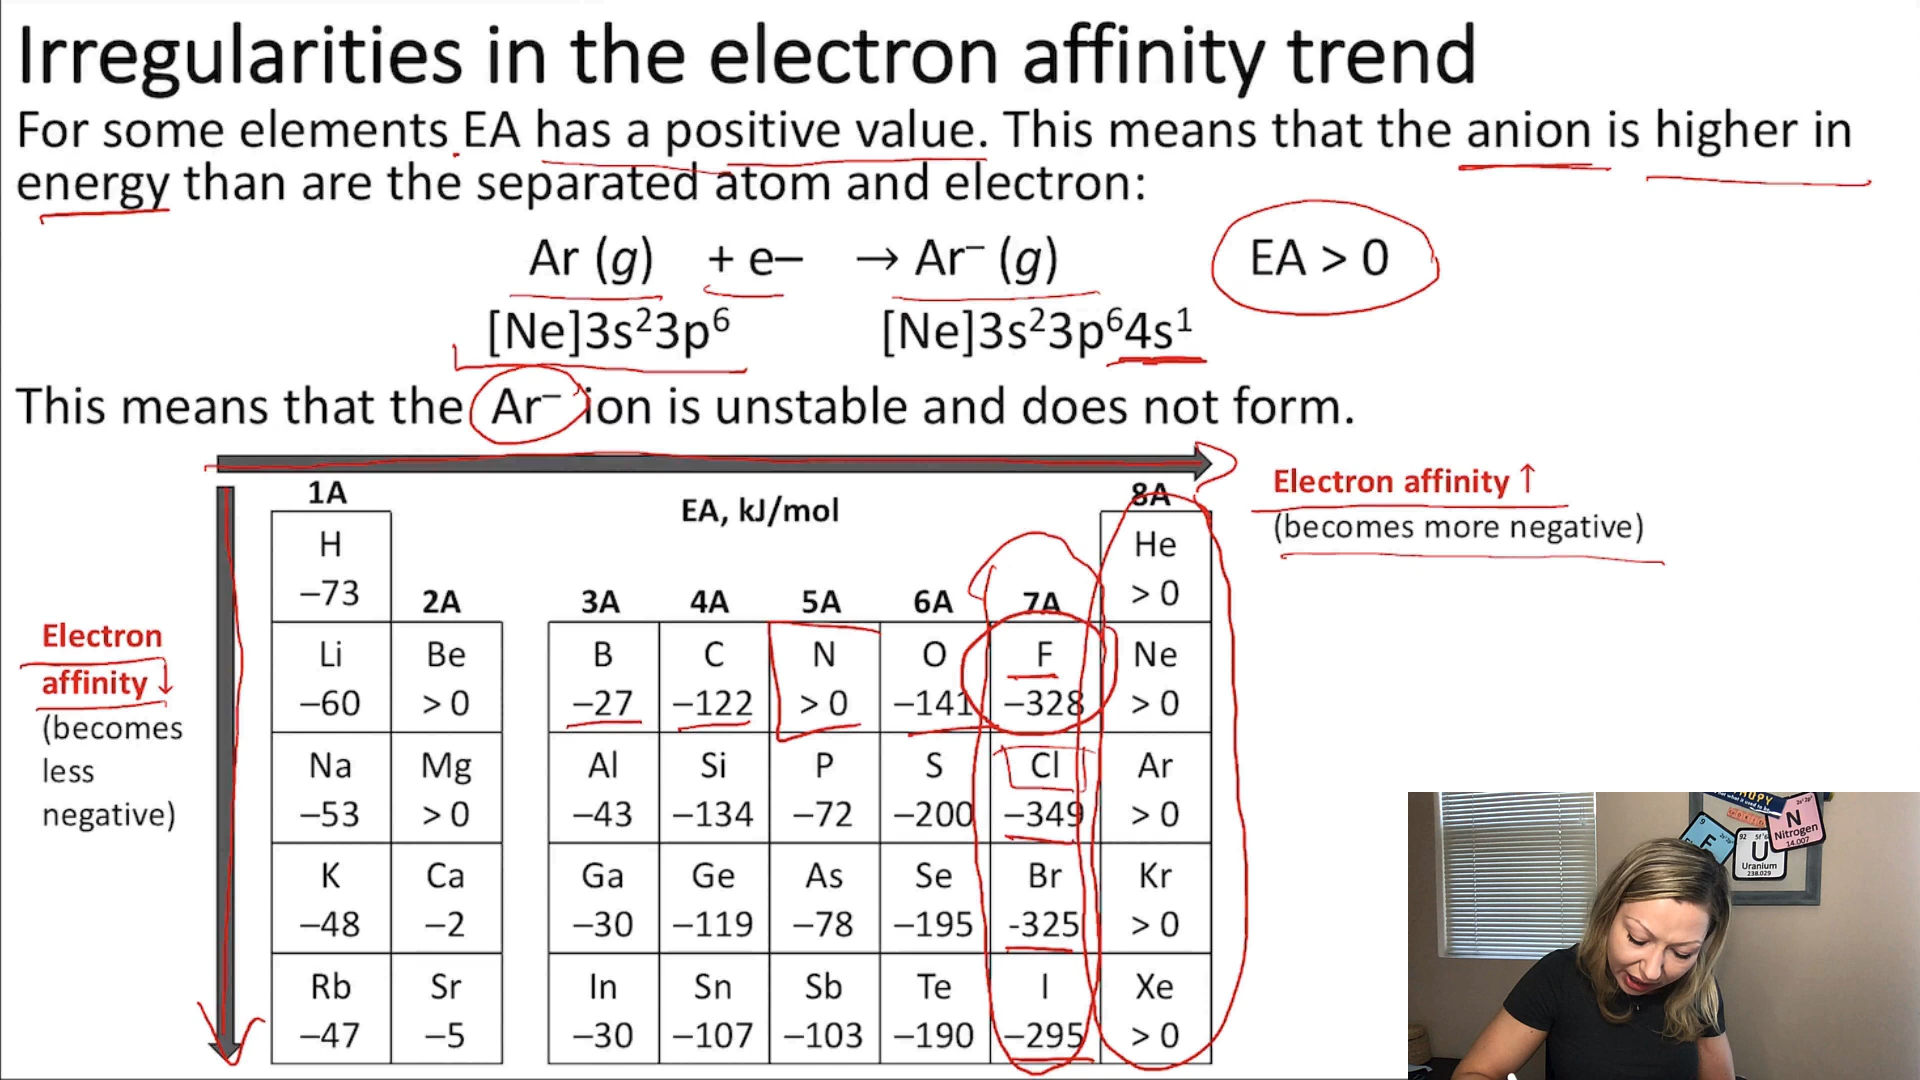 Irregularities in the electron affinity trend
For some elements EA has a positive value. This means that the anion is higher in
energy than are the separated atom and electron:
Ar (g) + e– → Ar⁻ (g) EA > 0
[Ne]3s²3p⁶ [Ne]3s²3p⁶4s¹
This means that the Ar⁻ ion is unstable and does not form.
Electron affinity ↑
(becomes more negative)
Electron
affinity ↓
(becomes
less
negative)
EA, kJ/mol
1A 8A
H He
–73 > 0
2A 3A 4A 5A 6A 7A
Li Be B C N O F Ne
–60 > 0 –27 –122 > 0 –141 –328 > 0
Na Mg Al Si P S Cl Ar
–53 > 0 –43 –134 –72 –200 –349 > 0
K Ca Ga Ge As Se Br Kr
–48 –2 –30 –119 –78 –195 -325 > 0
Rb Sr In Sn Sb Te I Xe
–47 –5 –30 –107 –103 –190 –295 > 0
9
F
92
U
Uranium
238.029
N
Nitrogen
14.007